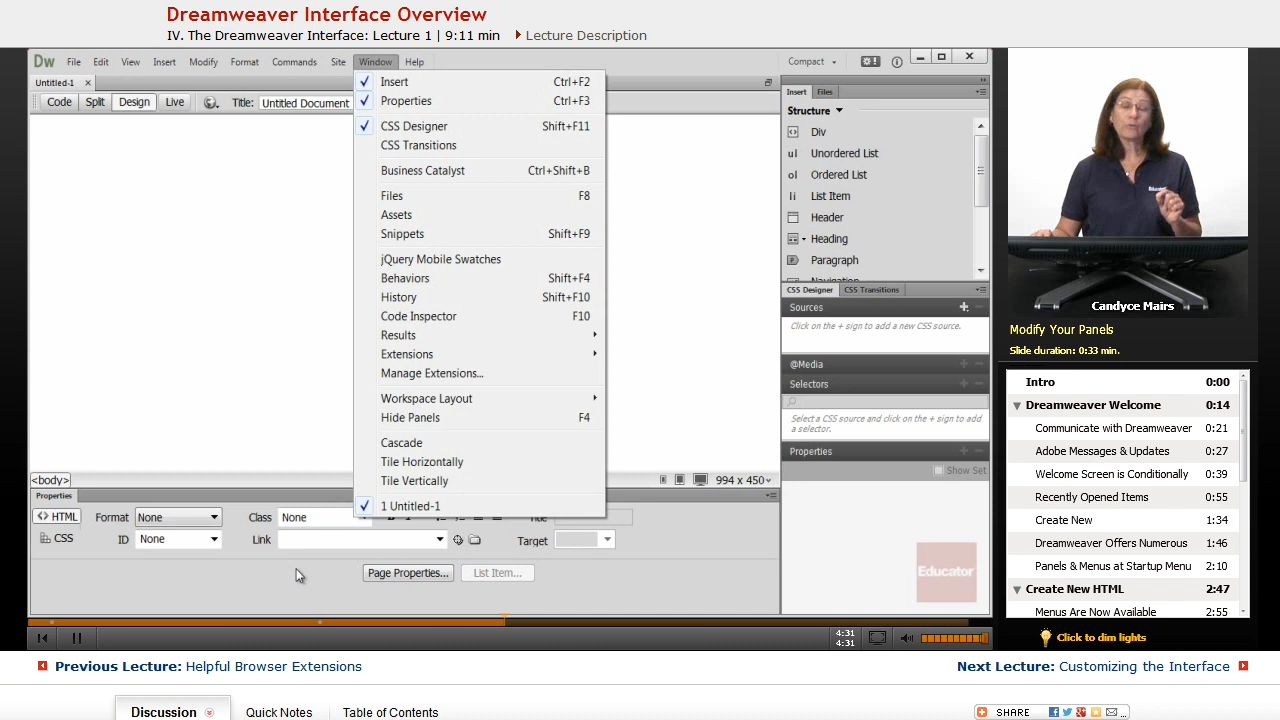 Dreamweaver Interface Overview
IV. The Dreamweaver Interface: Lecture 1 | 9:11 min
Lecture Description
Dw File Edit View Insert Modify Format Commands Site Window Help
Compact
Untitled-1 ×
Code Split Design Live Title: Untitled Document
Insert Ctrl+F2
Properties Ctrl+F3
CSS Designer Shift+F11
CSS Transitions
Business Catalyst Ctrl+Shift+B
Files F8
Assets
Snippets Shift+F9
jQuery Mobile Swatches
Behaviors Shift+F4
History Shift+F10
Code Inspector F10
Results
Extensions
Manage Extensions...
Workspace Layout
Hide Panels F4
Cascade
Tile Horizontally
Tile Vertically
1 Untitled-1
Insert Files
Structure
Div
ul Unordered List
ol Ordered List
li List Item
Header
Heading
Paragraph
CSS Designer CSS Transitions
Sources
Click on the + sign to add a new CSS source.
@Media
Selectors
Select a CSS source and click on the + sign to add
a selector.
Properties
Show Set
<body>
994 x 450
Properties
<> HTML Format None Class None
CSS ID None Link Target
Page Properties... List Item...
Educator
4:31
4:31
Educator
Candyce Mairs
Modify Your Panels
Slide duration: 0:33 min.
Intro 0:00
Dreamweaver Welcome 0:14
Communicate with Dreamweaver 0:21
Adobe Messages & Updates 0:27
Welcome Screen is Conditionally 0:39
Recently Opened Items 0:55
Create New 1:34
Dreamweaver Offers Numerous 1:46
Panels & Menus at Startup Menu 2:10
Create New HTML 2:47
Menus Are Now Available 2:55
Click to dim lights
Previous Lecture: Helpful Browser Extensions
Next Lecture: Customizing the Interface
Discussion Quick Notes Table of Contents
SHARE